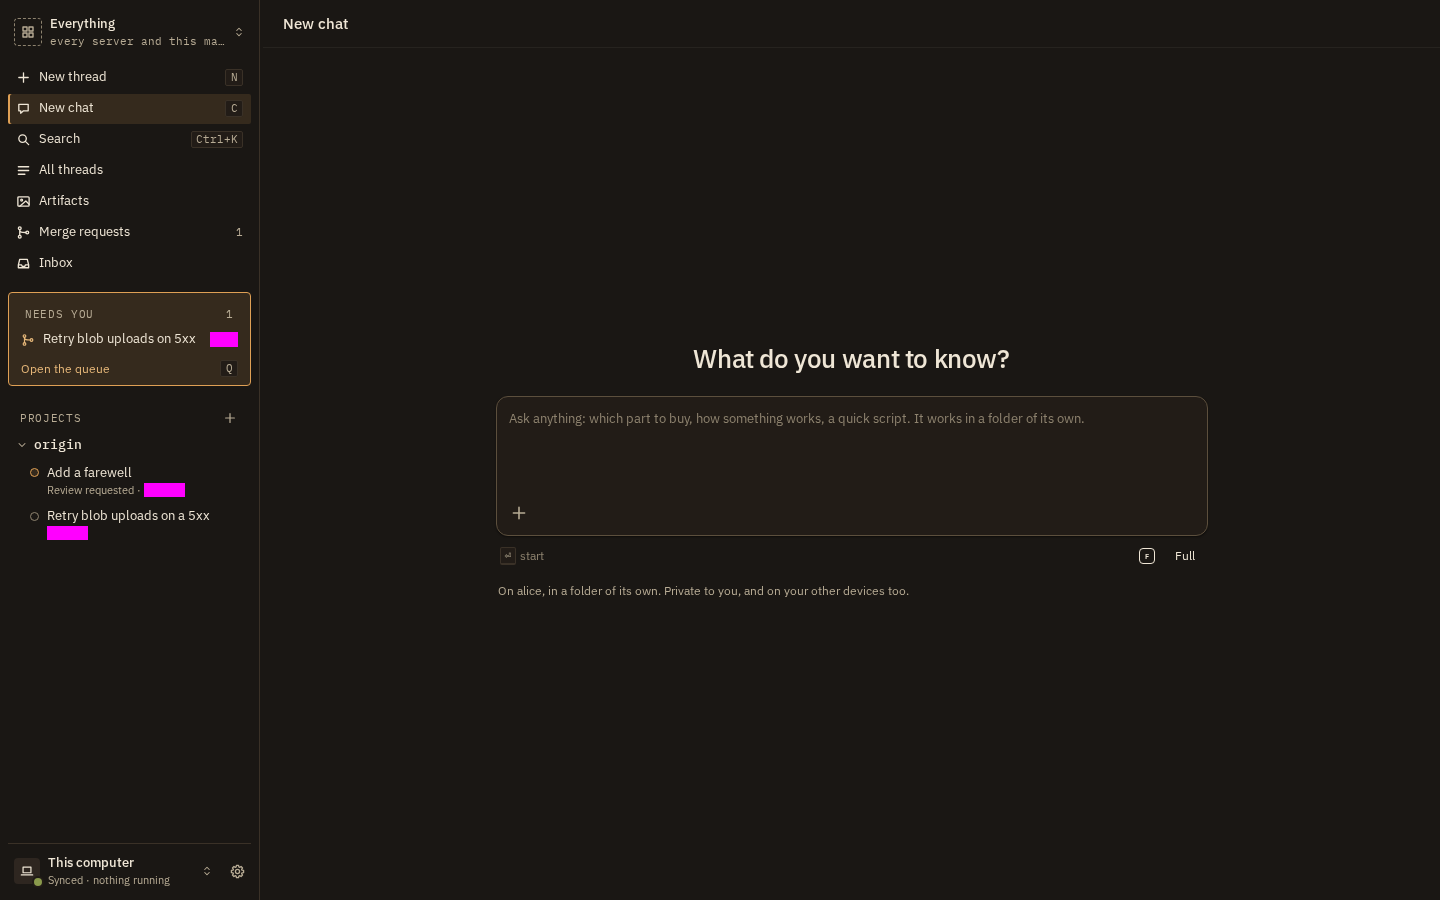 Everything
every server and this ma…
New thread N
New chat C
Search Ctrl+K
All threads
Artifacts
Merge requests 1
Inbox
NEEDS YOU 1
Retry blob uploads on 5xx
Open the queue Q
PROJECTS
origin
Add a farewell
Review requested ·
Retry blob uploads on a 5xx
This computer
Synced · nothing running
New chat
What do you want to know?
Ask anything: which part to buy, how something works, a quick script. It works in a folder of its own.
⏎ start
F Full
On alice, in a folder of its own. Private to you, and on your other devices too.